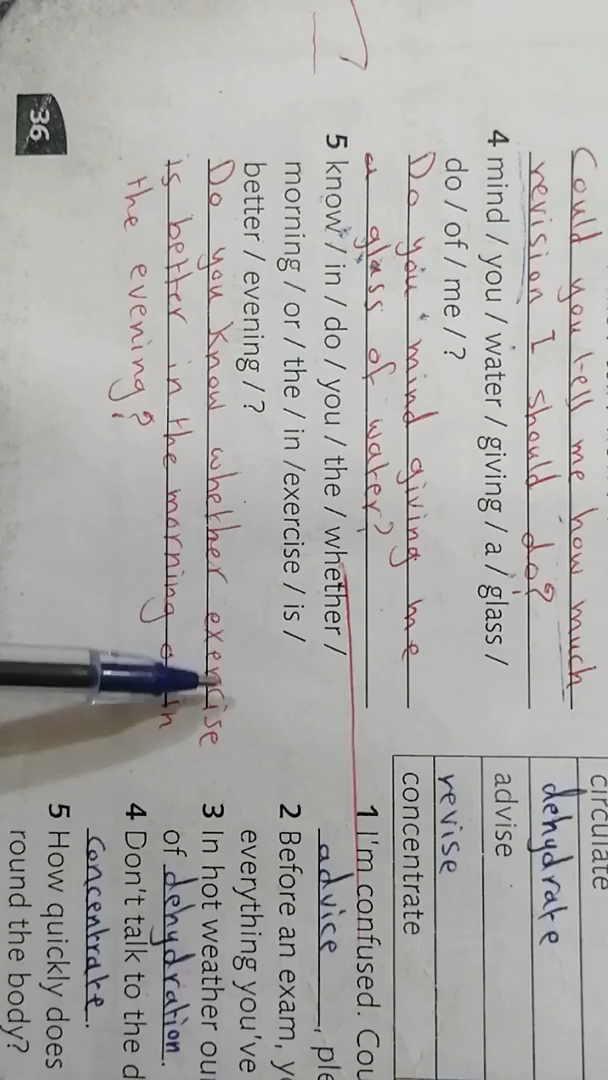 Could you tell me how much
revision I should do?
4 mind / you / water / giving / a / glass /
do / of / me / ?
Do you mind giving me
a glass of water?
5 know / in / do / you / the / whether /
morning / or / the / in /exercise / is /
better / evening / ?
Do you know whether exercise
is better in the morning in
the evening?
36
circulate
dehydrate
advise
revise
concentrate
1 I'm confused. Cou
advice, ple
2 Before an exam, y
everything you've
3 In hot weather our
of dehydration.
4 Don't talk to the d
concentrate.
5 How quickly does
round the body?